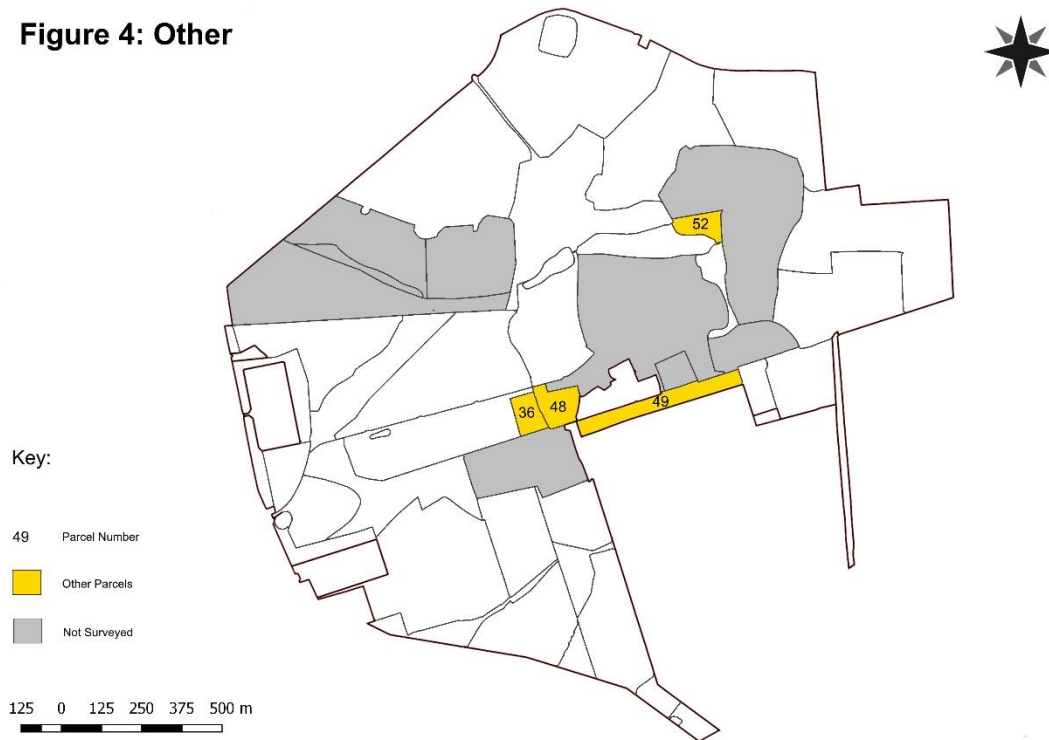 Figure 4: Other
52
36
48
49
Key:
49 Parcel Number
Other Parcels
Not Surveyed
125 0 125 250 375 500 m